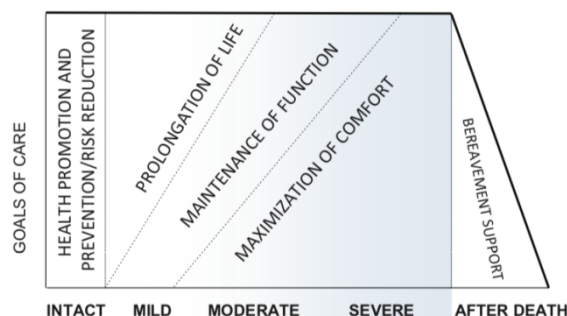 GOALS OF CARE
HEALTH PROMOTION AND
PREVENTION/RISK REDUCTION
PROLONGATION OF LIFE
MAINTENANCE OF FUNCTION
MAXIMIZATION OF COMFORT
BEREAVEMENT SUPPORT
INTACT MILD MODERATE SEVERE AFTER DEATH